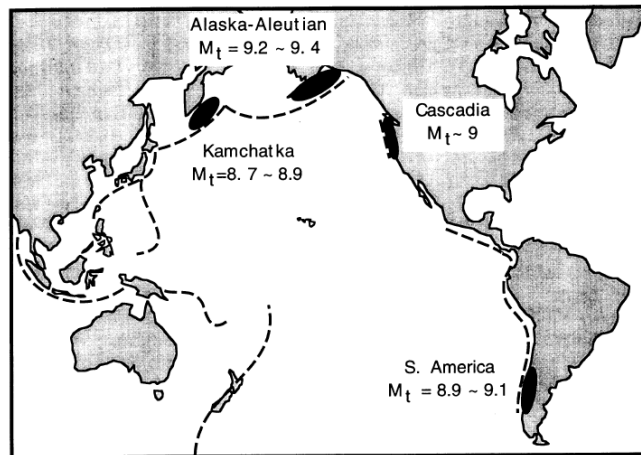 Alaska-Aleutian
Mt = 9.2 ~ 9. 4
Cascadia
Mt~ 9
Kamchatka
Mt=8. 7 ~ 8.9
S. America
Mt = 8.9 ~ 9.1